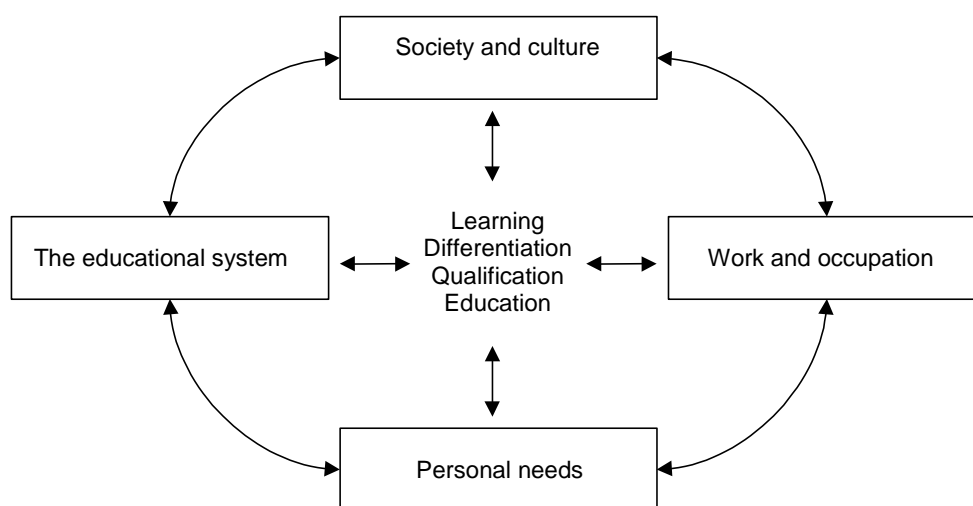 Society and culture
Learning
Differentiation
Qualification
Education
The educational system
Work and occupation
Personal needs